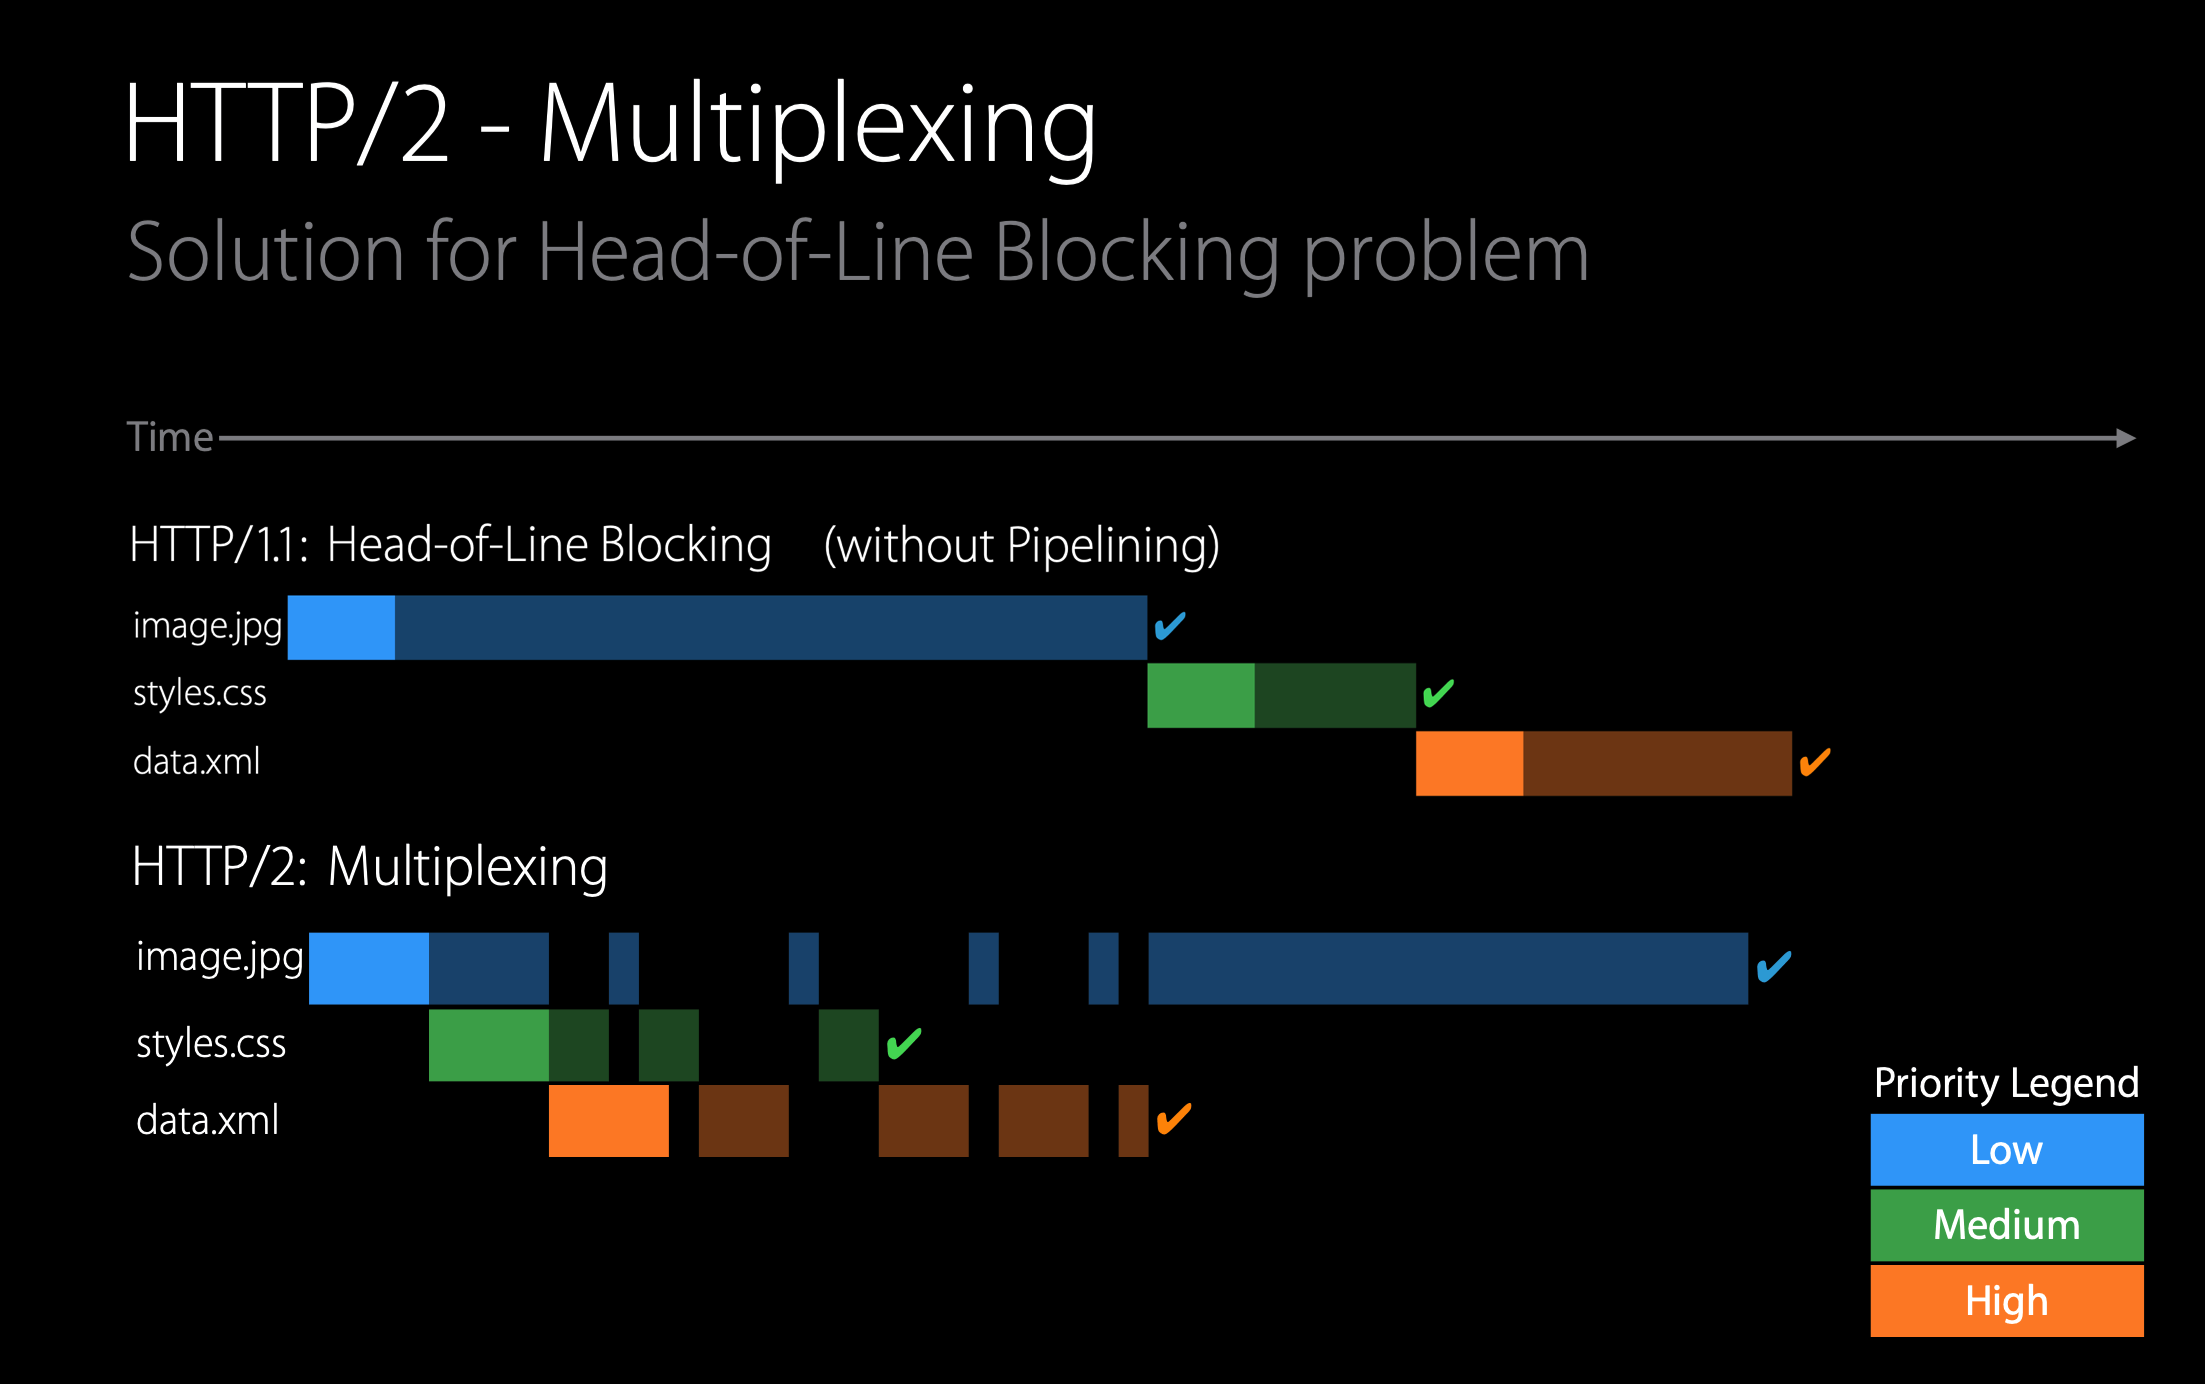 HTTP/2 - Multiplexing
Solution for Head-of-Line Blocking problem
Time
HTTP/1.1: Head-of-Line Blocking (without Pipelining)
image.jpg
styles.css
data.xml
HTTP/2: Multiplexing
image.jpg
styles.css
data.xml
Priority Legend
Low
Medium
High